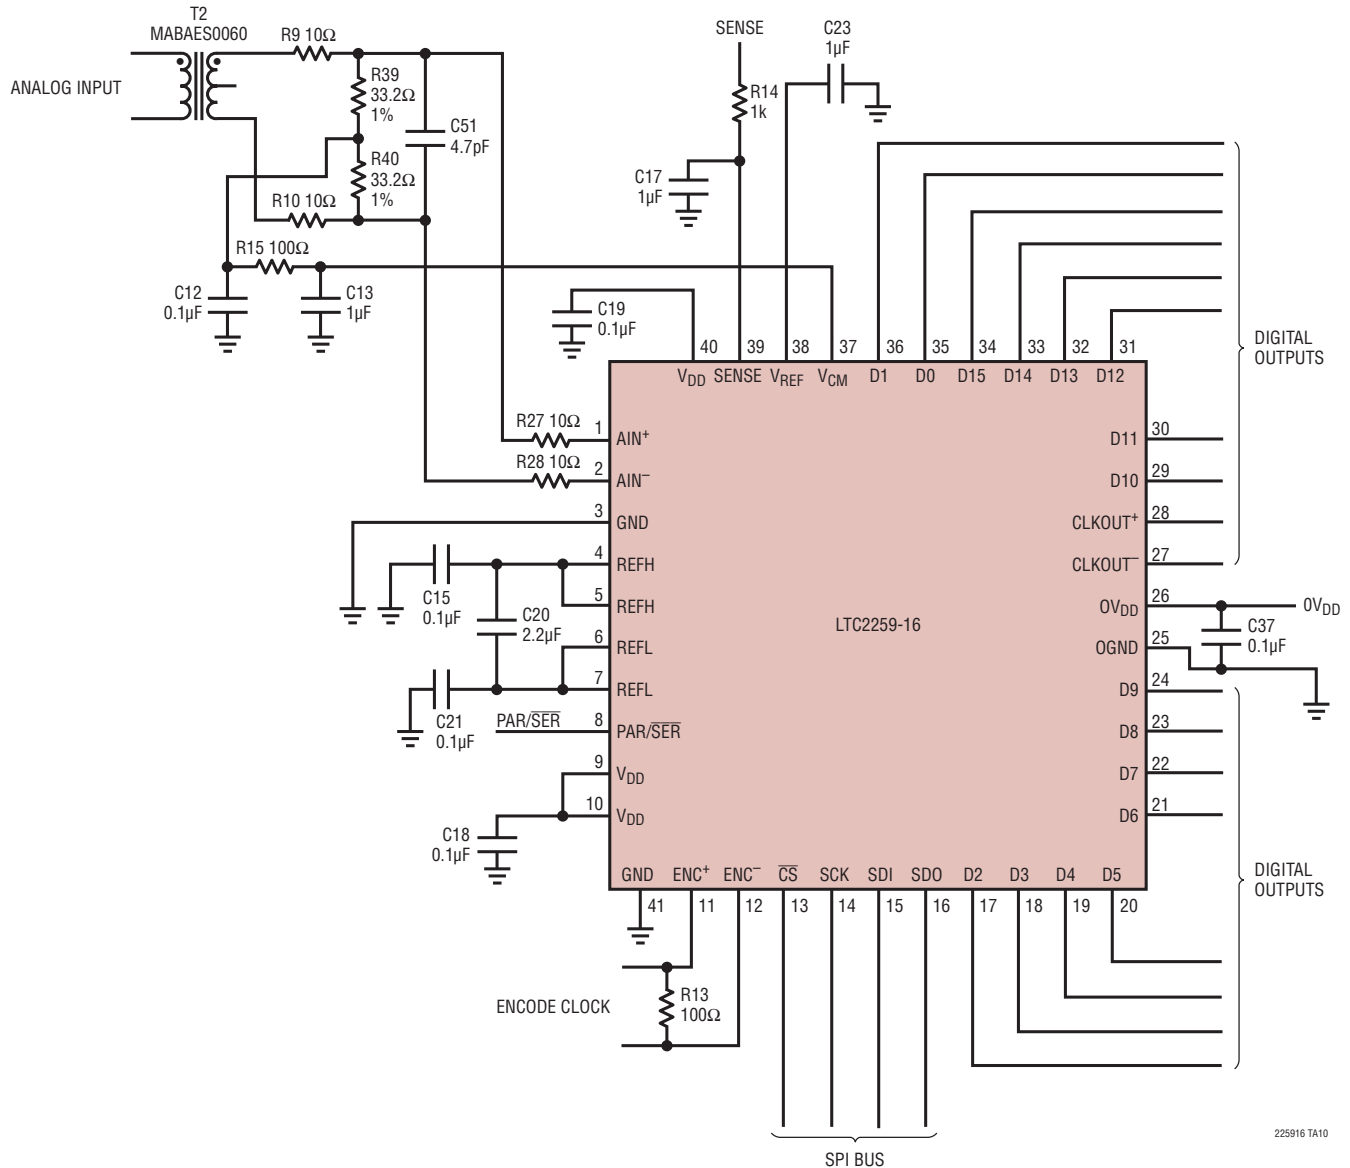 T2
MABAES0060
ANALOG INPUT
R9 10Ω
R39
33.2Ω
1%
C51
4.7pF
R40
33.2Ω
1%
R10 10Ω
R15 100Ω
C12
0.1µF
C13
1µF
SENSE
R14
1k
C23
1µF
C17
1µF
C19
0.1µF
DIGITAL
OUTPUTS
40 39 38 37 36 35 34 33 32 31
VDD SENSE VREF VCM D1 D0 D15 D14 D13 D12
R27 10Ω
1 AIN+
R28 10Ω
2 AIN−
3 GND
4 REFH
5 REFH
6 REFL
7 REFL
8 PAR/S̅E̅R̅
9 VDD
10 VDD
C15
0.1µF
C20
2.2µF
C21
0.1µF
PAR/S̅E̅R̅
C18
0.1µF
LTC2259-16
D11 30
D10 29
CLKOUT+ 28
CLKOUT− 27
OVDD 26
OGND 25
D9 24
D8 23
D7 22
D6 21
0VDD
C37
0.1µF
GND ENC+ ENC− C̅S̅ SCK SDI SDO D2 D3 D4 D5
41 11 12 13 14 15 16 17 18 19 20
DIGITAL
OUTPUTS
ENCODE CLOCK
R13
100Ω
SPI BUS
225916 TA10